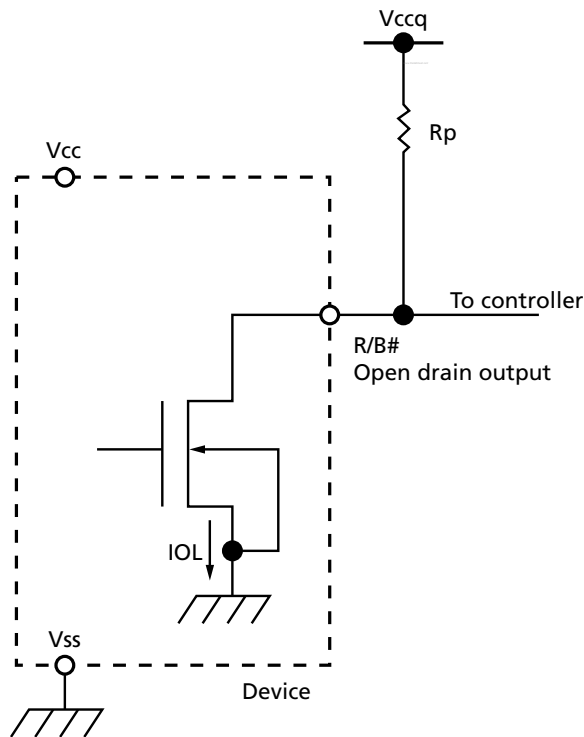 Vccq
Rp
Vcc
To controller
R/B#
Open drain output
IOL
Vss
Device